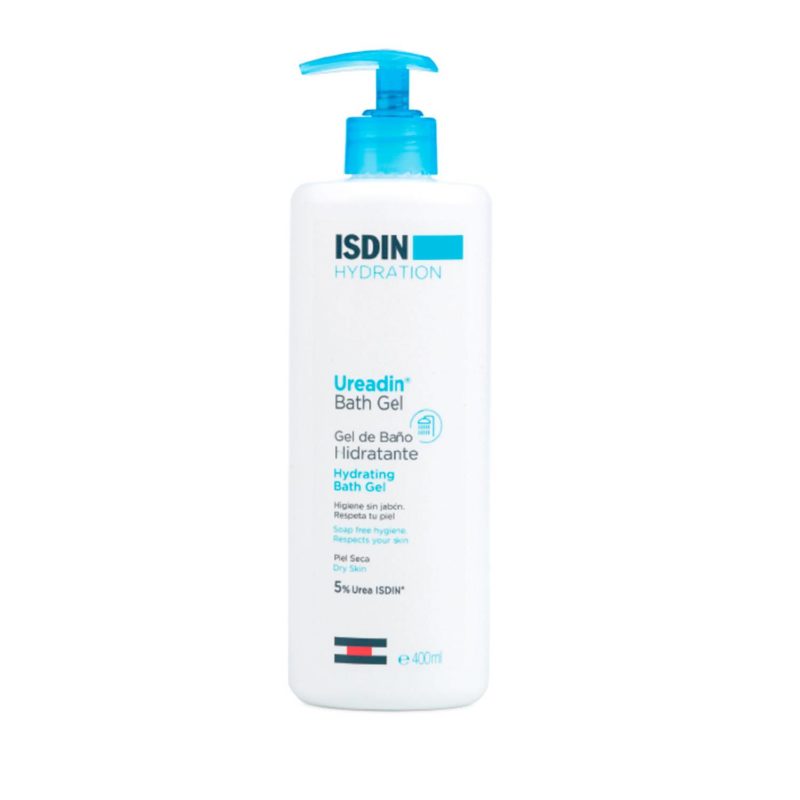 ISDIN
HYDRATION
Ureadin®
Bath Gel
Gel de Baño
Hidratante
Hydrating
Bath Gel
Higiene sin jabón.
Respeta tu piel
Soap free hygiene.
Respects your skin
Piel Seca
Dry Skin
5% Urea ISDIN®
℮ 400ml